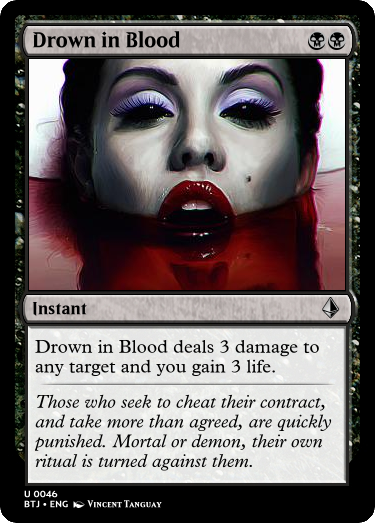 Drown in Blood
Instant
Drown in Blood deals 3 damage to
any target and you gain 3 life.
Those who seek to cheat their contract,
and take more than agreed, are quickly
punished. Mortal or demon, their own
ritual is turned against them.
U 0046
BTJ • ENG Vincent Tanguay